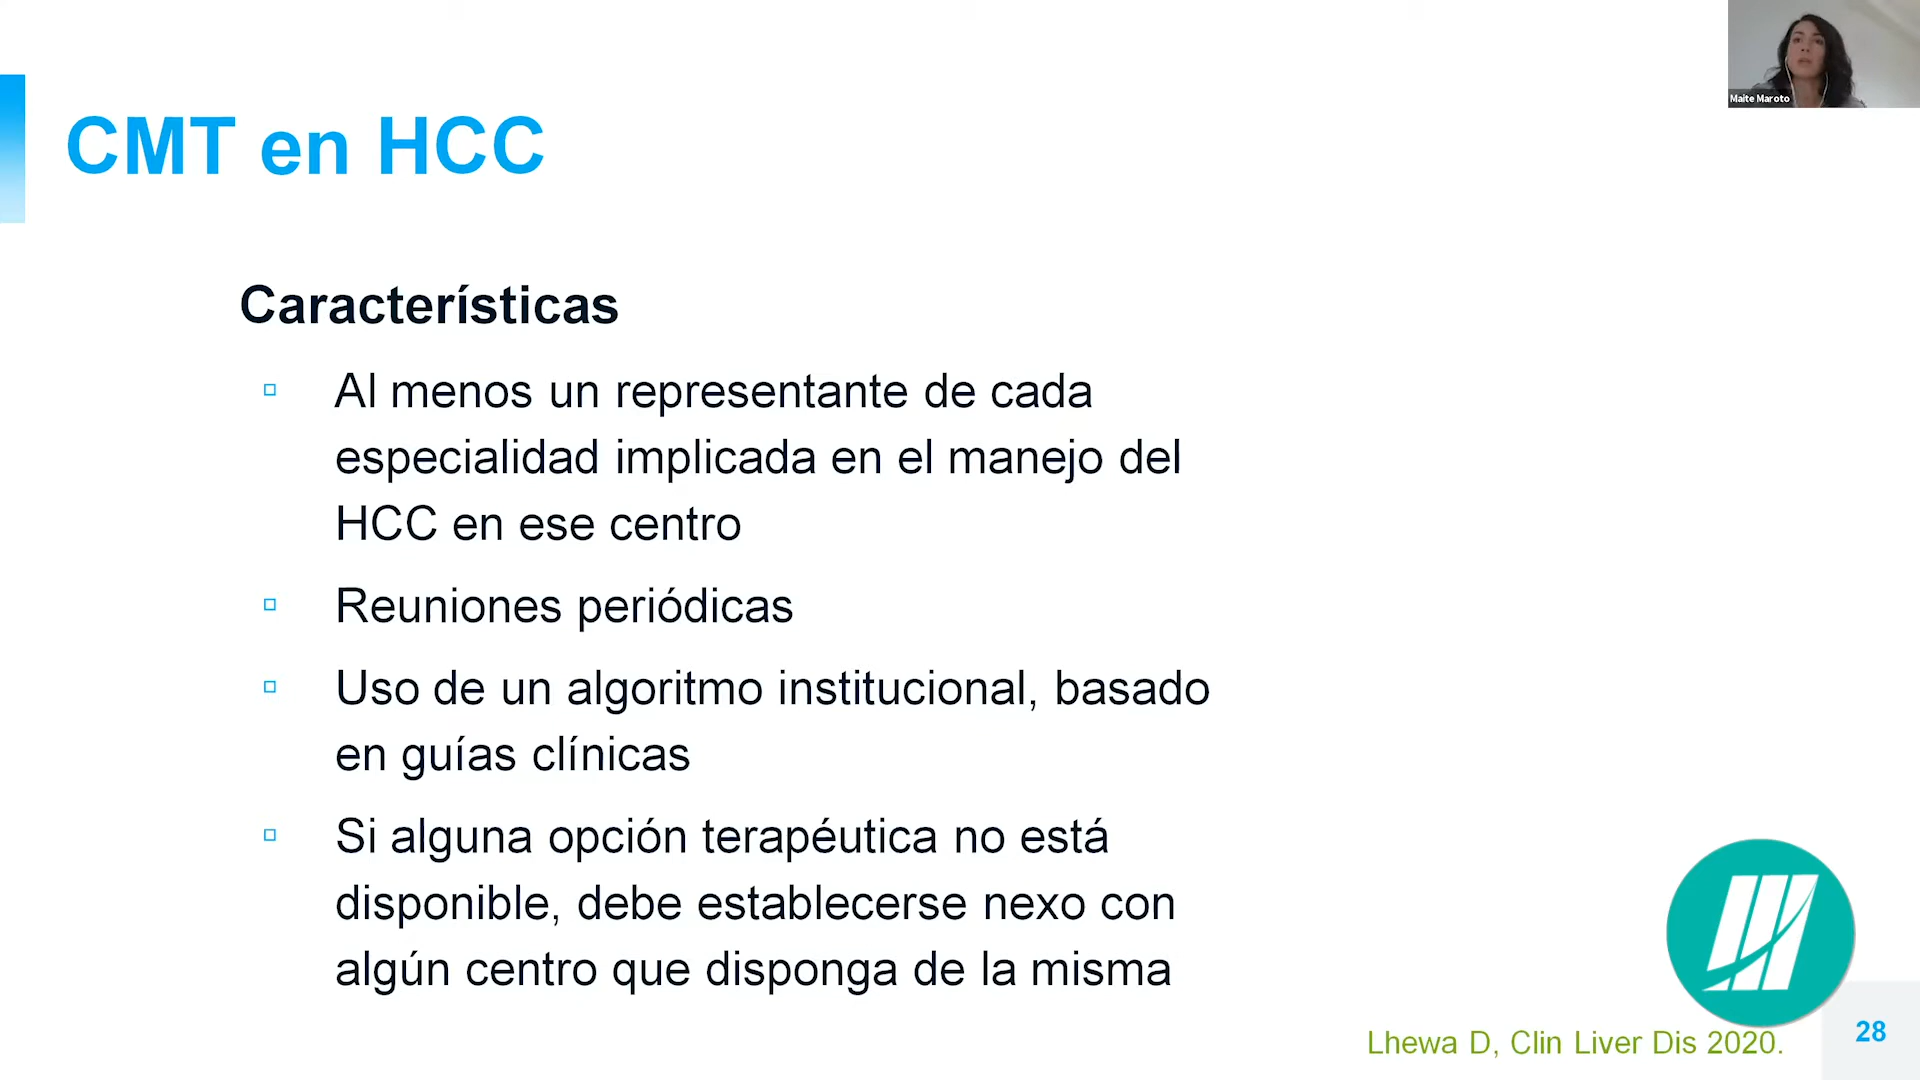 Maite Maroto
CMT en HCC
Características
Al menos un representante de cada
especialidad implicada en el manejo del
HCC en ese centro
Reuniones periódicas
Uso de un algoritmo institucional, basado
en guías clínicas
Si alguna opción terapéutica no está
disponible, debe establecerse nexo con
algún centro que disponga de la misma
Lhewa D, Clin Liver Dis 2020.
28